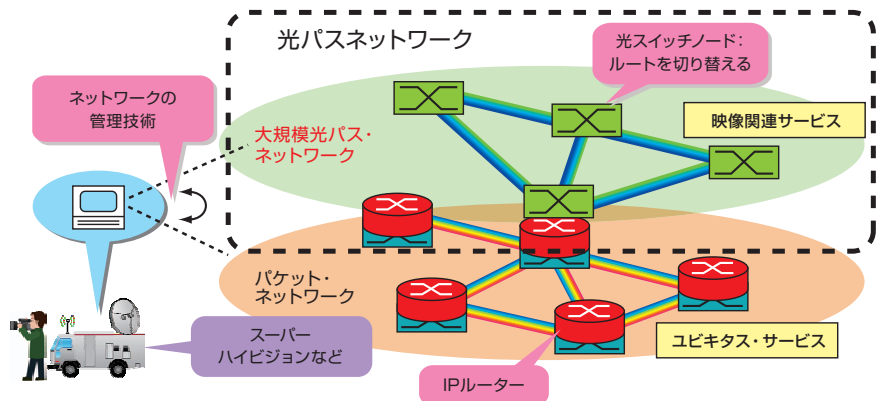 光パスネットワーク
光スイッチノード：
ルートを切り替える
ネットワークの
管理技術
大規模光パス・
ネットワーク
映像関連サービス
パケット・
ネットワーク
スーパー
ハイビジョンなど
ユビキタス・サービス
IPルーター